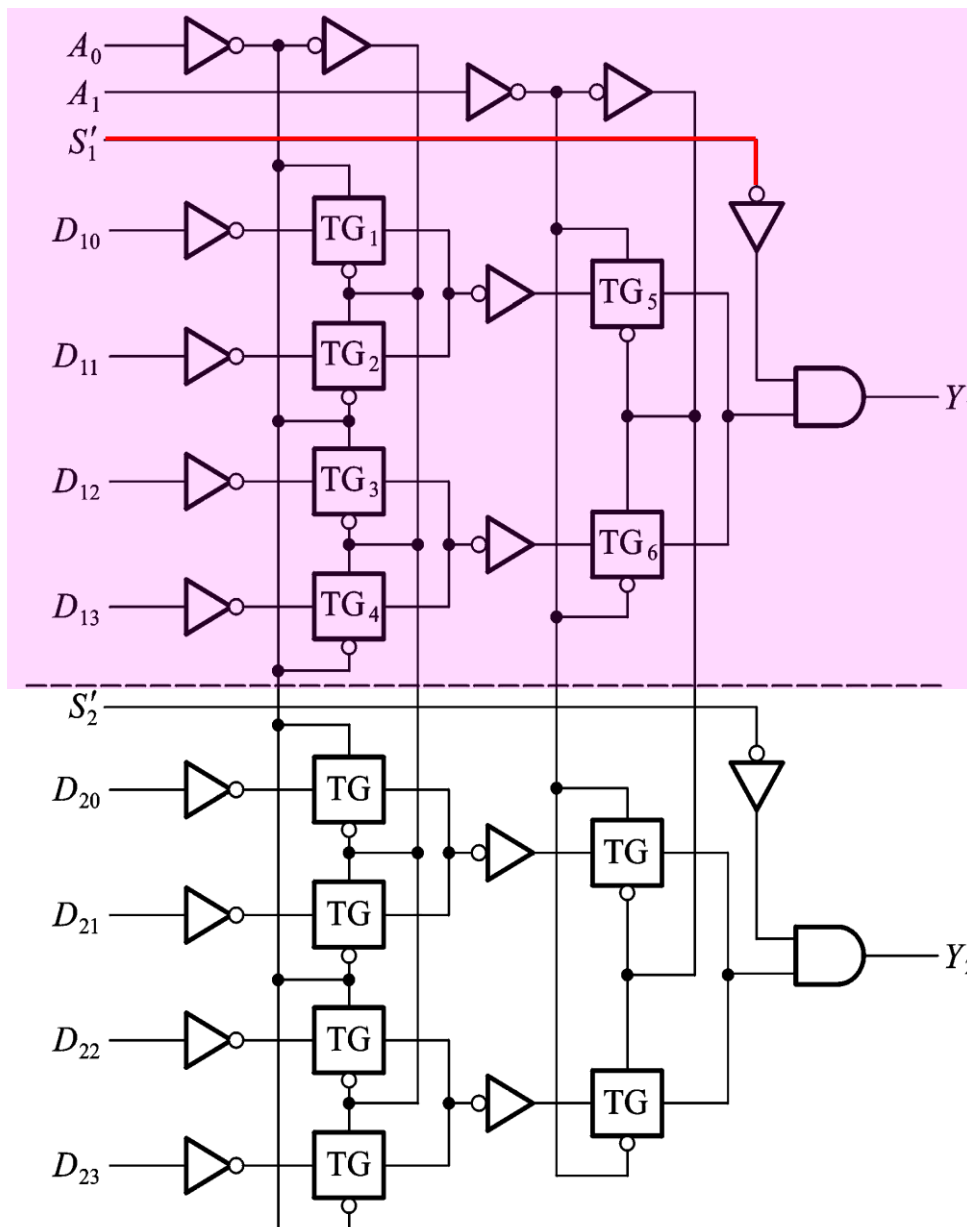 A₀
A₁
S′₁
D₁₀ TG₁
TG₅
D₁₁ TG₂
Y
D₁₂ TG₃
TG₆
D₁₃ TG₄
S′₂
D₂₀ TG
TG
D₂₁ TG
Y
D₂₂ TG
TG
D₂₃ TG